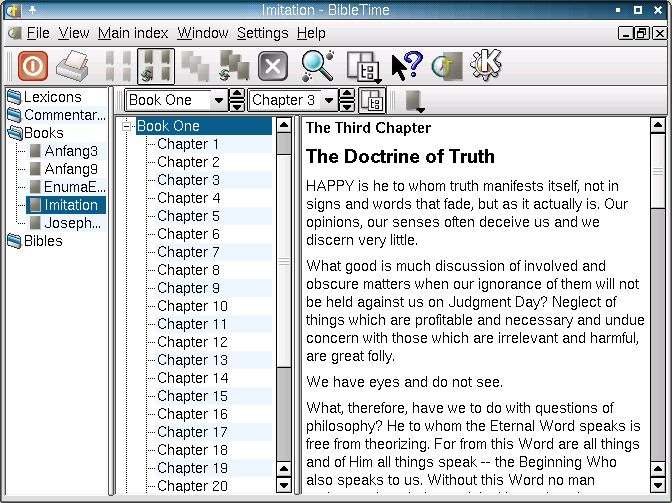 Imitation - BibleTime
File View Main index Window Settings Help
Lexicons
Commentar...
Books
Anfang3
Anfang9
EnumaE...
Imitation
Joseph...
Bibles
Book One Chapter 3
Book One
Chapter 1
Chapter 2
Chapter 3
Chapter 4
Chapter 5
Chapter 6
Chapter 7
Chapter 8
Chapter 9
Chapter 10
Chapter 11
Chapter 12
Chapter 13
Chapter 14
Chapter 15
Chapter 16
Chapter 17
Chapter 18
Chapter 19
Chapter 20
The Third Chapter
The Doctrine of Truth
HAPPY is he to whom truth manifests itself, not in
signs and words that fade, but as it actually is. Our
opinions, our senses often deceive us and we
discern very little.
What good is much discussion of involved and
obscure matters when our ignorance of them will not
be held against us on Judgment Day? Neglect of
things which are profitable and necessary and undue
concern with those which are irrelevant and harmful,
are great folly.
We have eyes and do not see.
What, therefore, have we to do with questions of
philosophy? He to whom the Eternal Word speaks is
free from theorizing. For from this Word are all things
and of Him all things speak -- the Beginning Who
also speaks to us. Without this Word no man